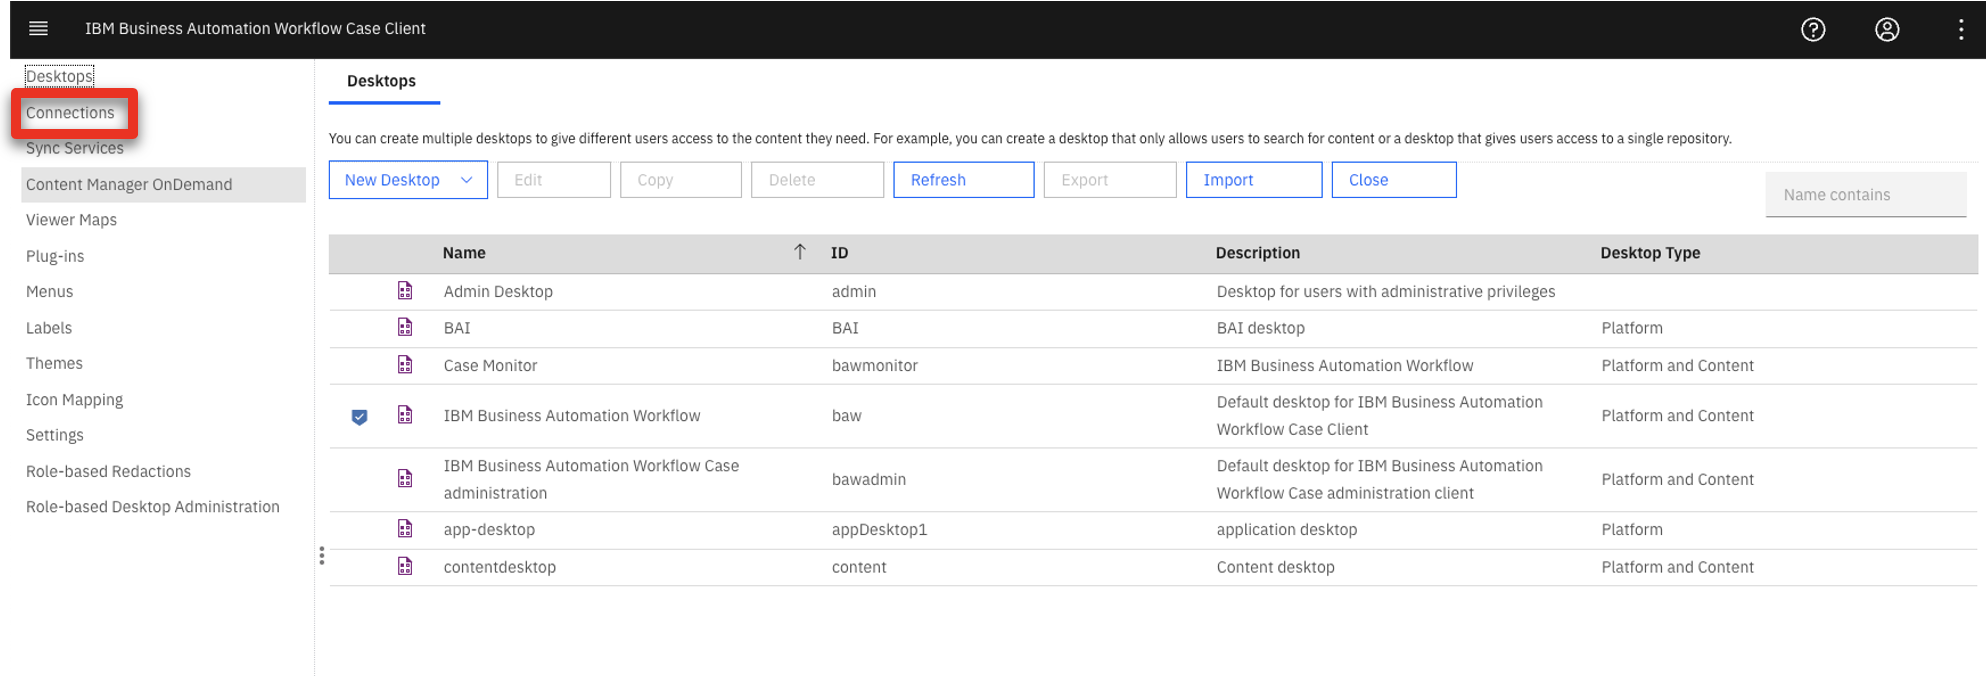 IBM Business Automation Workflow Case Client
Desktops
Connections
Sync Services
Content Manager OnDemand
Viewer Maps
Plug-ins
Menus
Labels
Themes
Icon Mapping
Settings
Role-based Redactions
Role-based Desktop Administration
Desktops
You can create multiple desktops to give different users access to the content they need. For example, you can create a desktop that only allows users to search for content or a desktop that gives users access to a single repository.
New Desktop Edit Copy Delete Refresh Export Import Close
Name contains
Name ID Description Desktop Type
Admin Desktop admin Desktop for users with administrative privileges
BAI BAI BAI desktop Platform
Case Monitor bawmonitor IBM Business Automation Workflow Platform and Content
IBM Business Automation Workflow baw Default desktop for IBM Business Automation Platform and Content
Workflow Case Client
IBM Business Automation Workflow Case bawadmin Default desktop for IBM Business Automation Platform and Content
administration Workflow Case administration client
app-desktop appDesktop1 application desktop Platform
contentdesktop content Content desktop Platform and Content